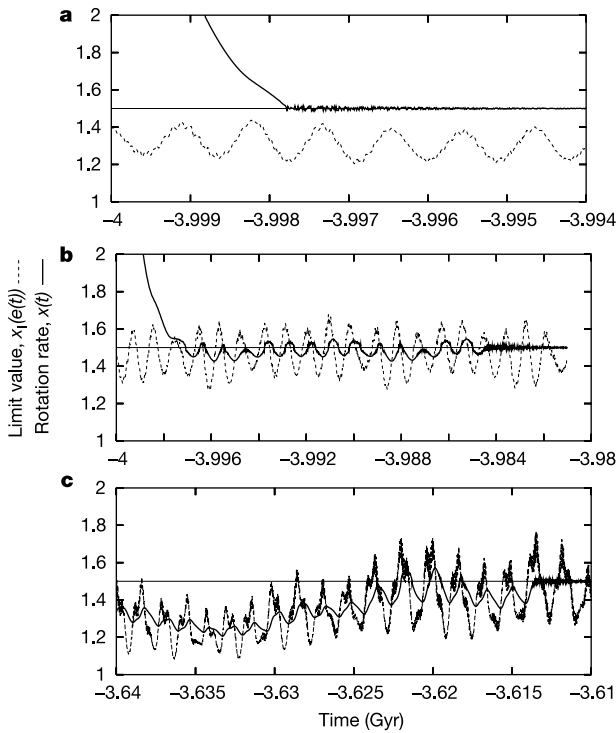 a
2
1.8
1.6
1.4
1.2
1
–4 –3.999 –3.998 –3.997 –3.996 –3.995 –3.994
Limit value, xl(e(t)) ----
Rotation rate, x(t) —
b
2
1.8
1.6
1.4
1.2
1
–4 –3.996 –3.992 –3.988 –3.984 –3.98
c
2
1.8
1.6
1.4
1.2
1
–3.64 –3.635 –3.63 –3.625 –3.62 –3.615 –3.61
Time (Gyr)